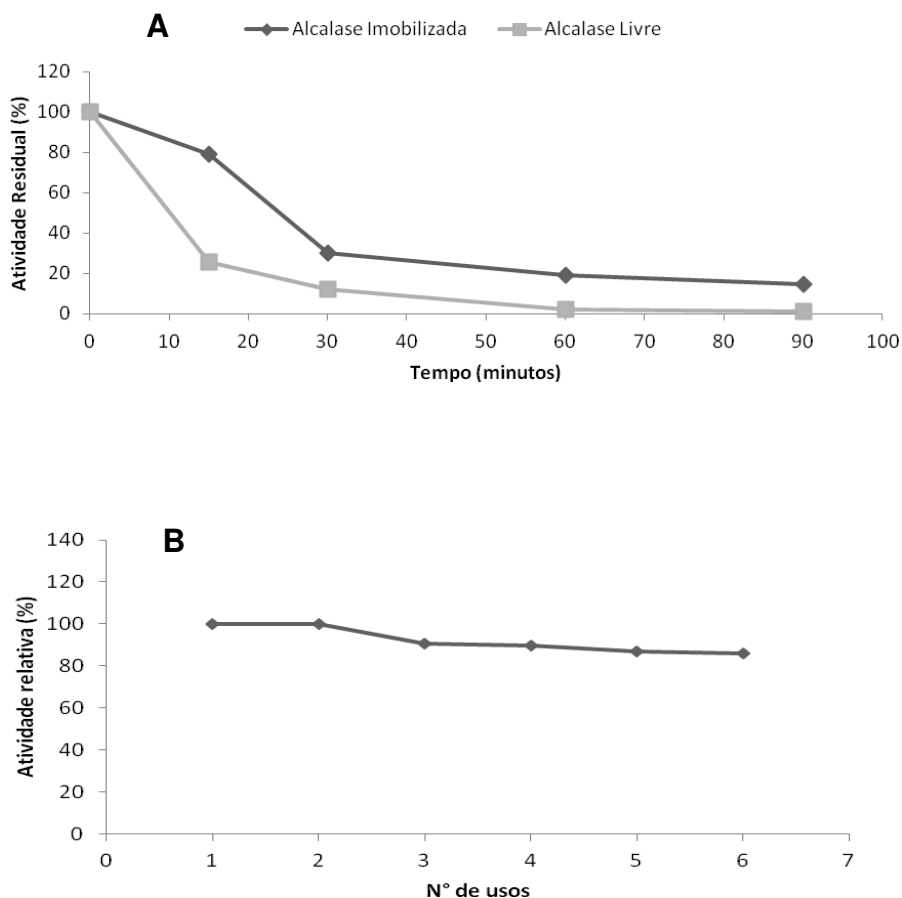 A
Alcalase Imobilizada Alcalase Livre
120
100
80
60
40
20
0
Atividade Residual (%)
0 10 20 30 40 50 60 70 80 90 100
Tempo (minutos)
B
140
120
100
80
60
40
20
0
Atividade relativa (%)
0 1 2 3 4 5 6 7
N° de usos